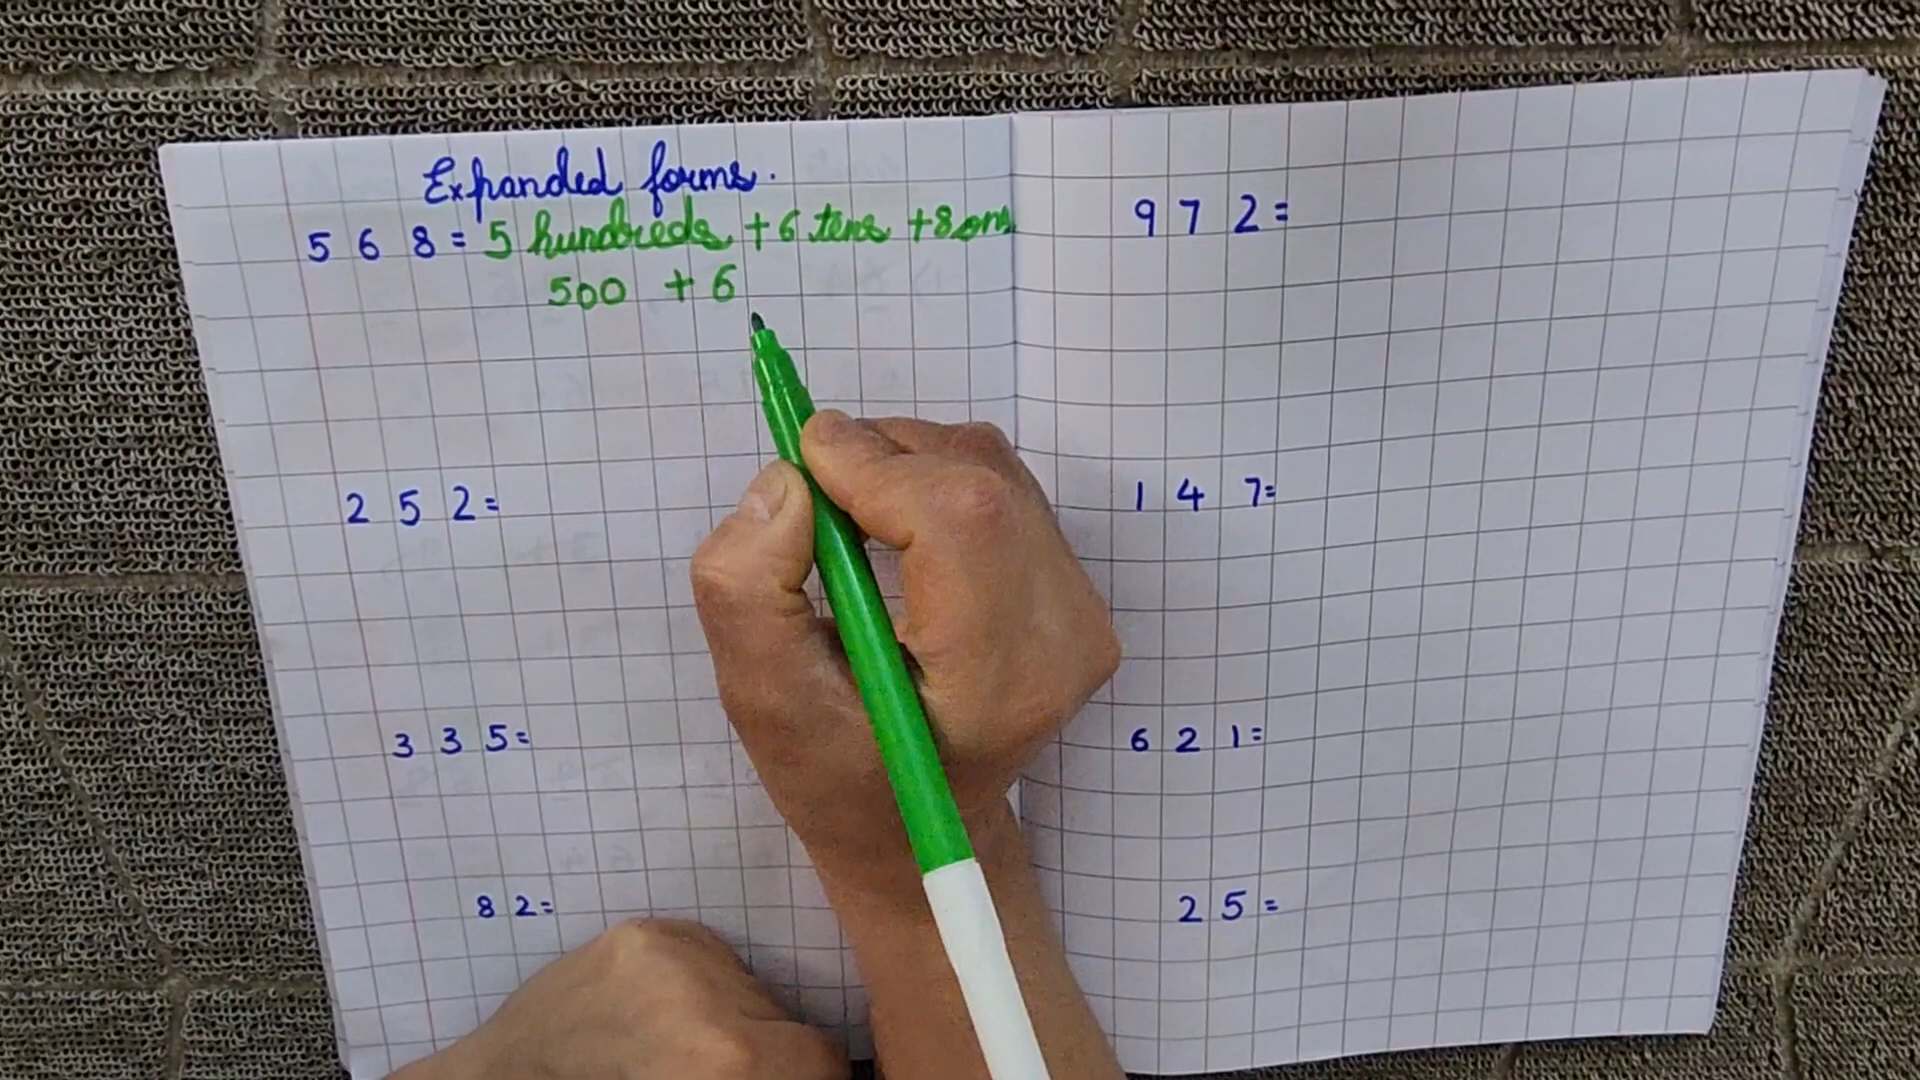 Expanded forms.
5 6 8 = 5 hundreds + 6 tens + 8 ons
500 + 6
2 5 2 =
3 3 5 =
8 2 =
9 7 2 =
1 4 7 =
6 2 1 =
2 5 =